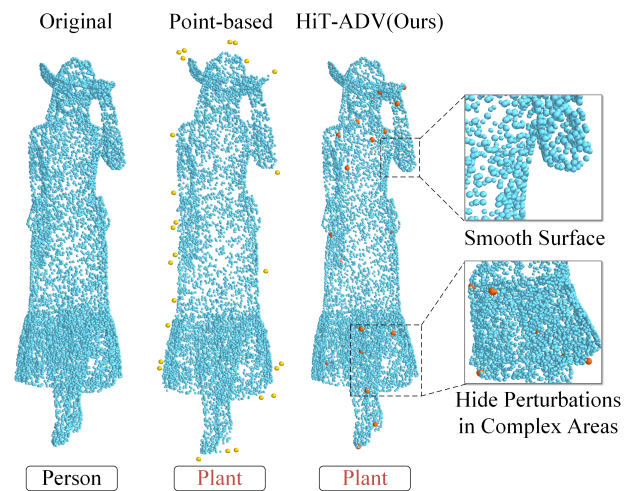 Original
Point-based
HiT-ADV(Ours)
Smooth Surface
Hide Perturbations
in Complex Areas
Person
Plant
Plant